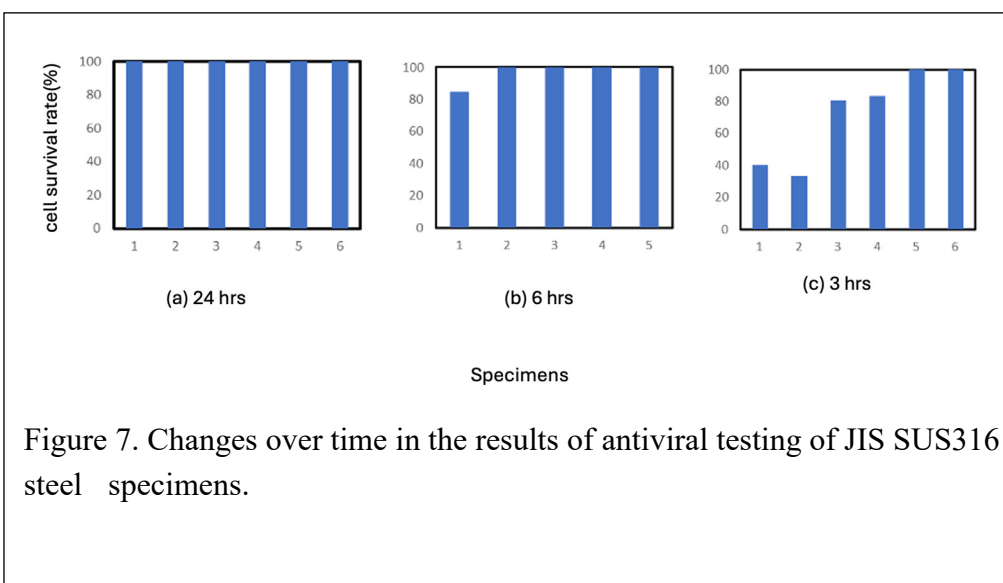 cell survival rate(%)
100
80
60
40
20
0
1 2 3 4 5 6
(a) 24 hrs
100
80
60
40
20
0
1 2 3 4 5
(b) 6 hrs
100
80
60
40
20
0
1 2 3 4 5 6
(c) 3 hrs
Specimens
Figure 7. Changes over time in the results of antiviral testing of JIS SUS316
steel specimens.